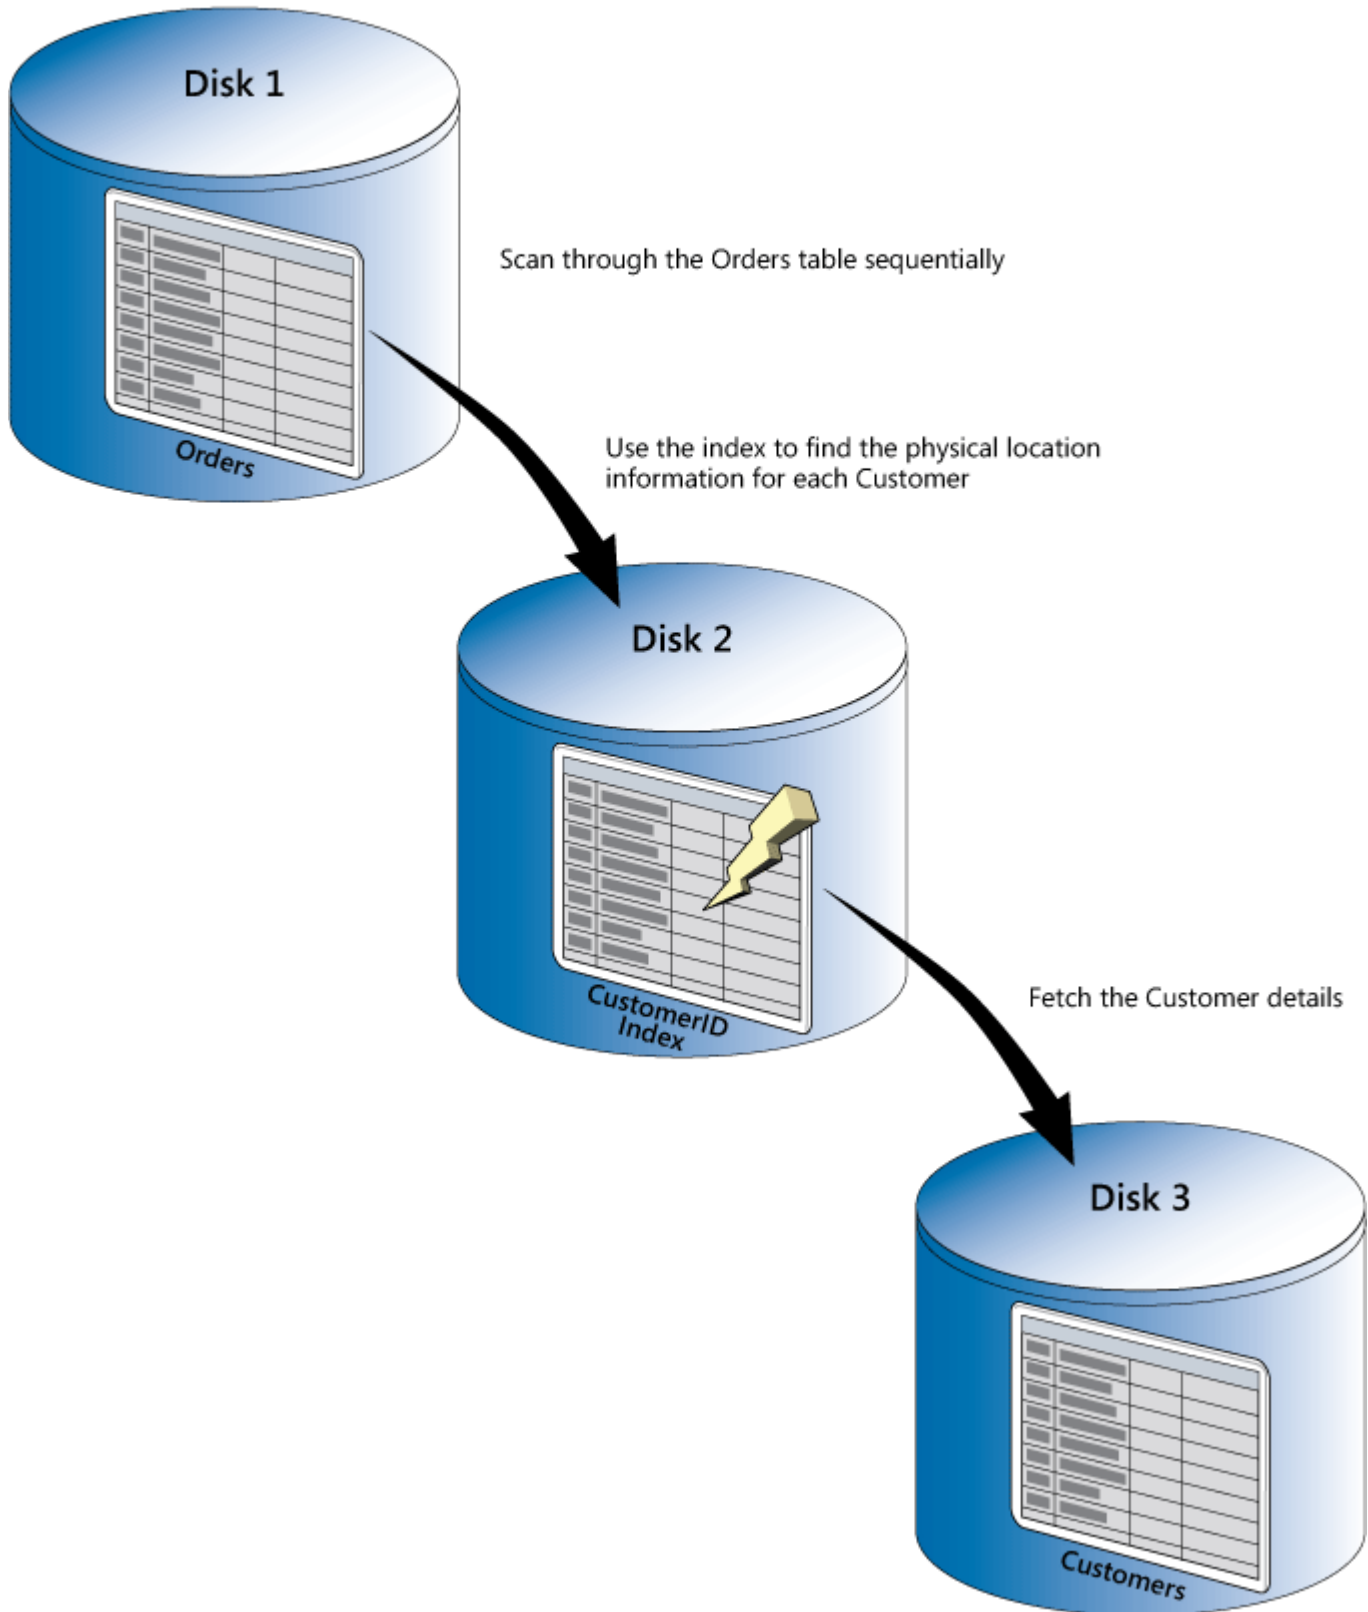 Disk 1
Orders
Scan through the Orders table sequentially
Use the index to find the physical location
information for each Customer
Disk 2
CustomerID
Index
Fetch the Customer details
Disk 3
Customers